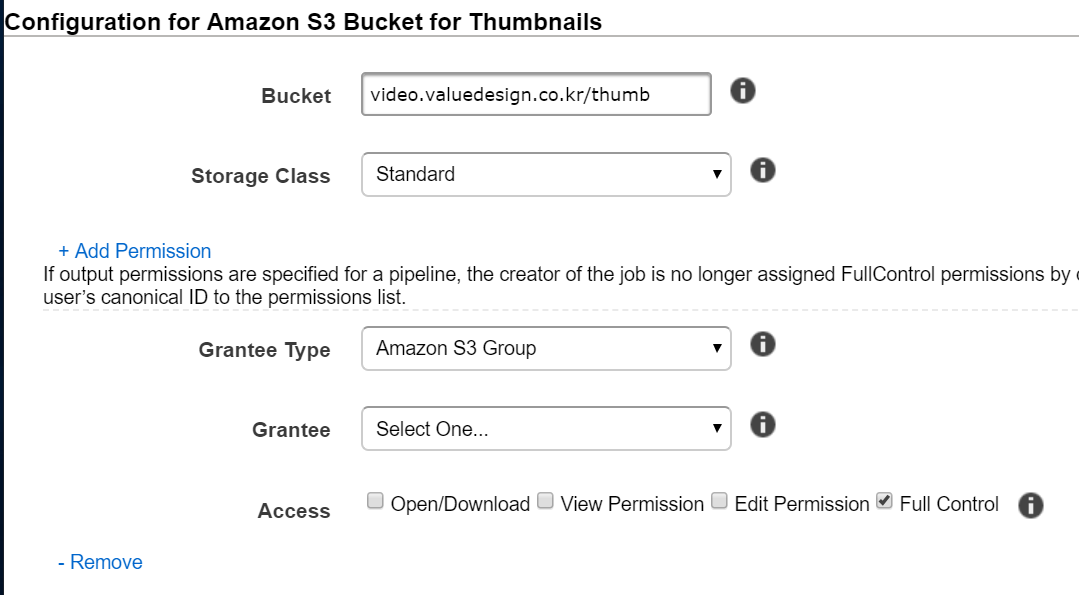 Configuration for Amazon S3 Bucket for Thumbnails
Bucket video.valuedesign.co.kr/thumb
Storage Class Standard
+ Add Permission
If output permissions are specified for a pipeline, the creator of the job is no longer assigned FullControl permissions by
user's canonical ID to the permissions list.
Grantee Type Amazon S3 Group
Grantee Select One...
Access Open/Download View Permission Edit Permission Full Control
- Remove